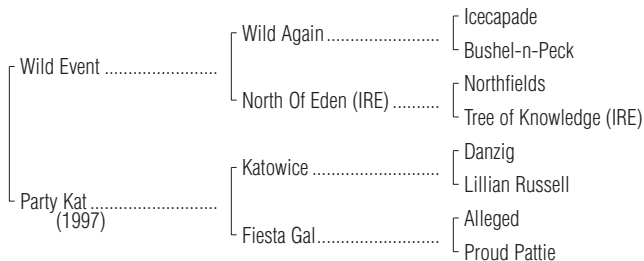 Icecapade
Wild Again
Bushel-n-Peck
Wild Event
Northfields
North Of Eden (IRE)
Tree of Knowledge (IRE)
Danzig
Katowice
Lillian Russell
Party Kat
(1997)
Alleged
Fiesta Gal
Proud Pattie